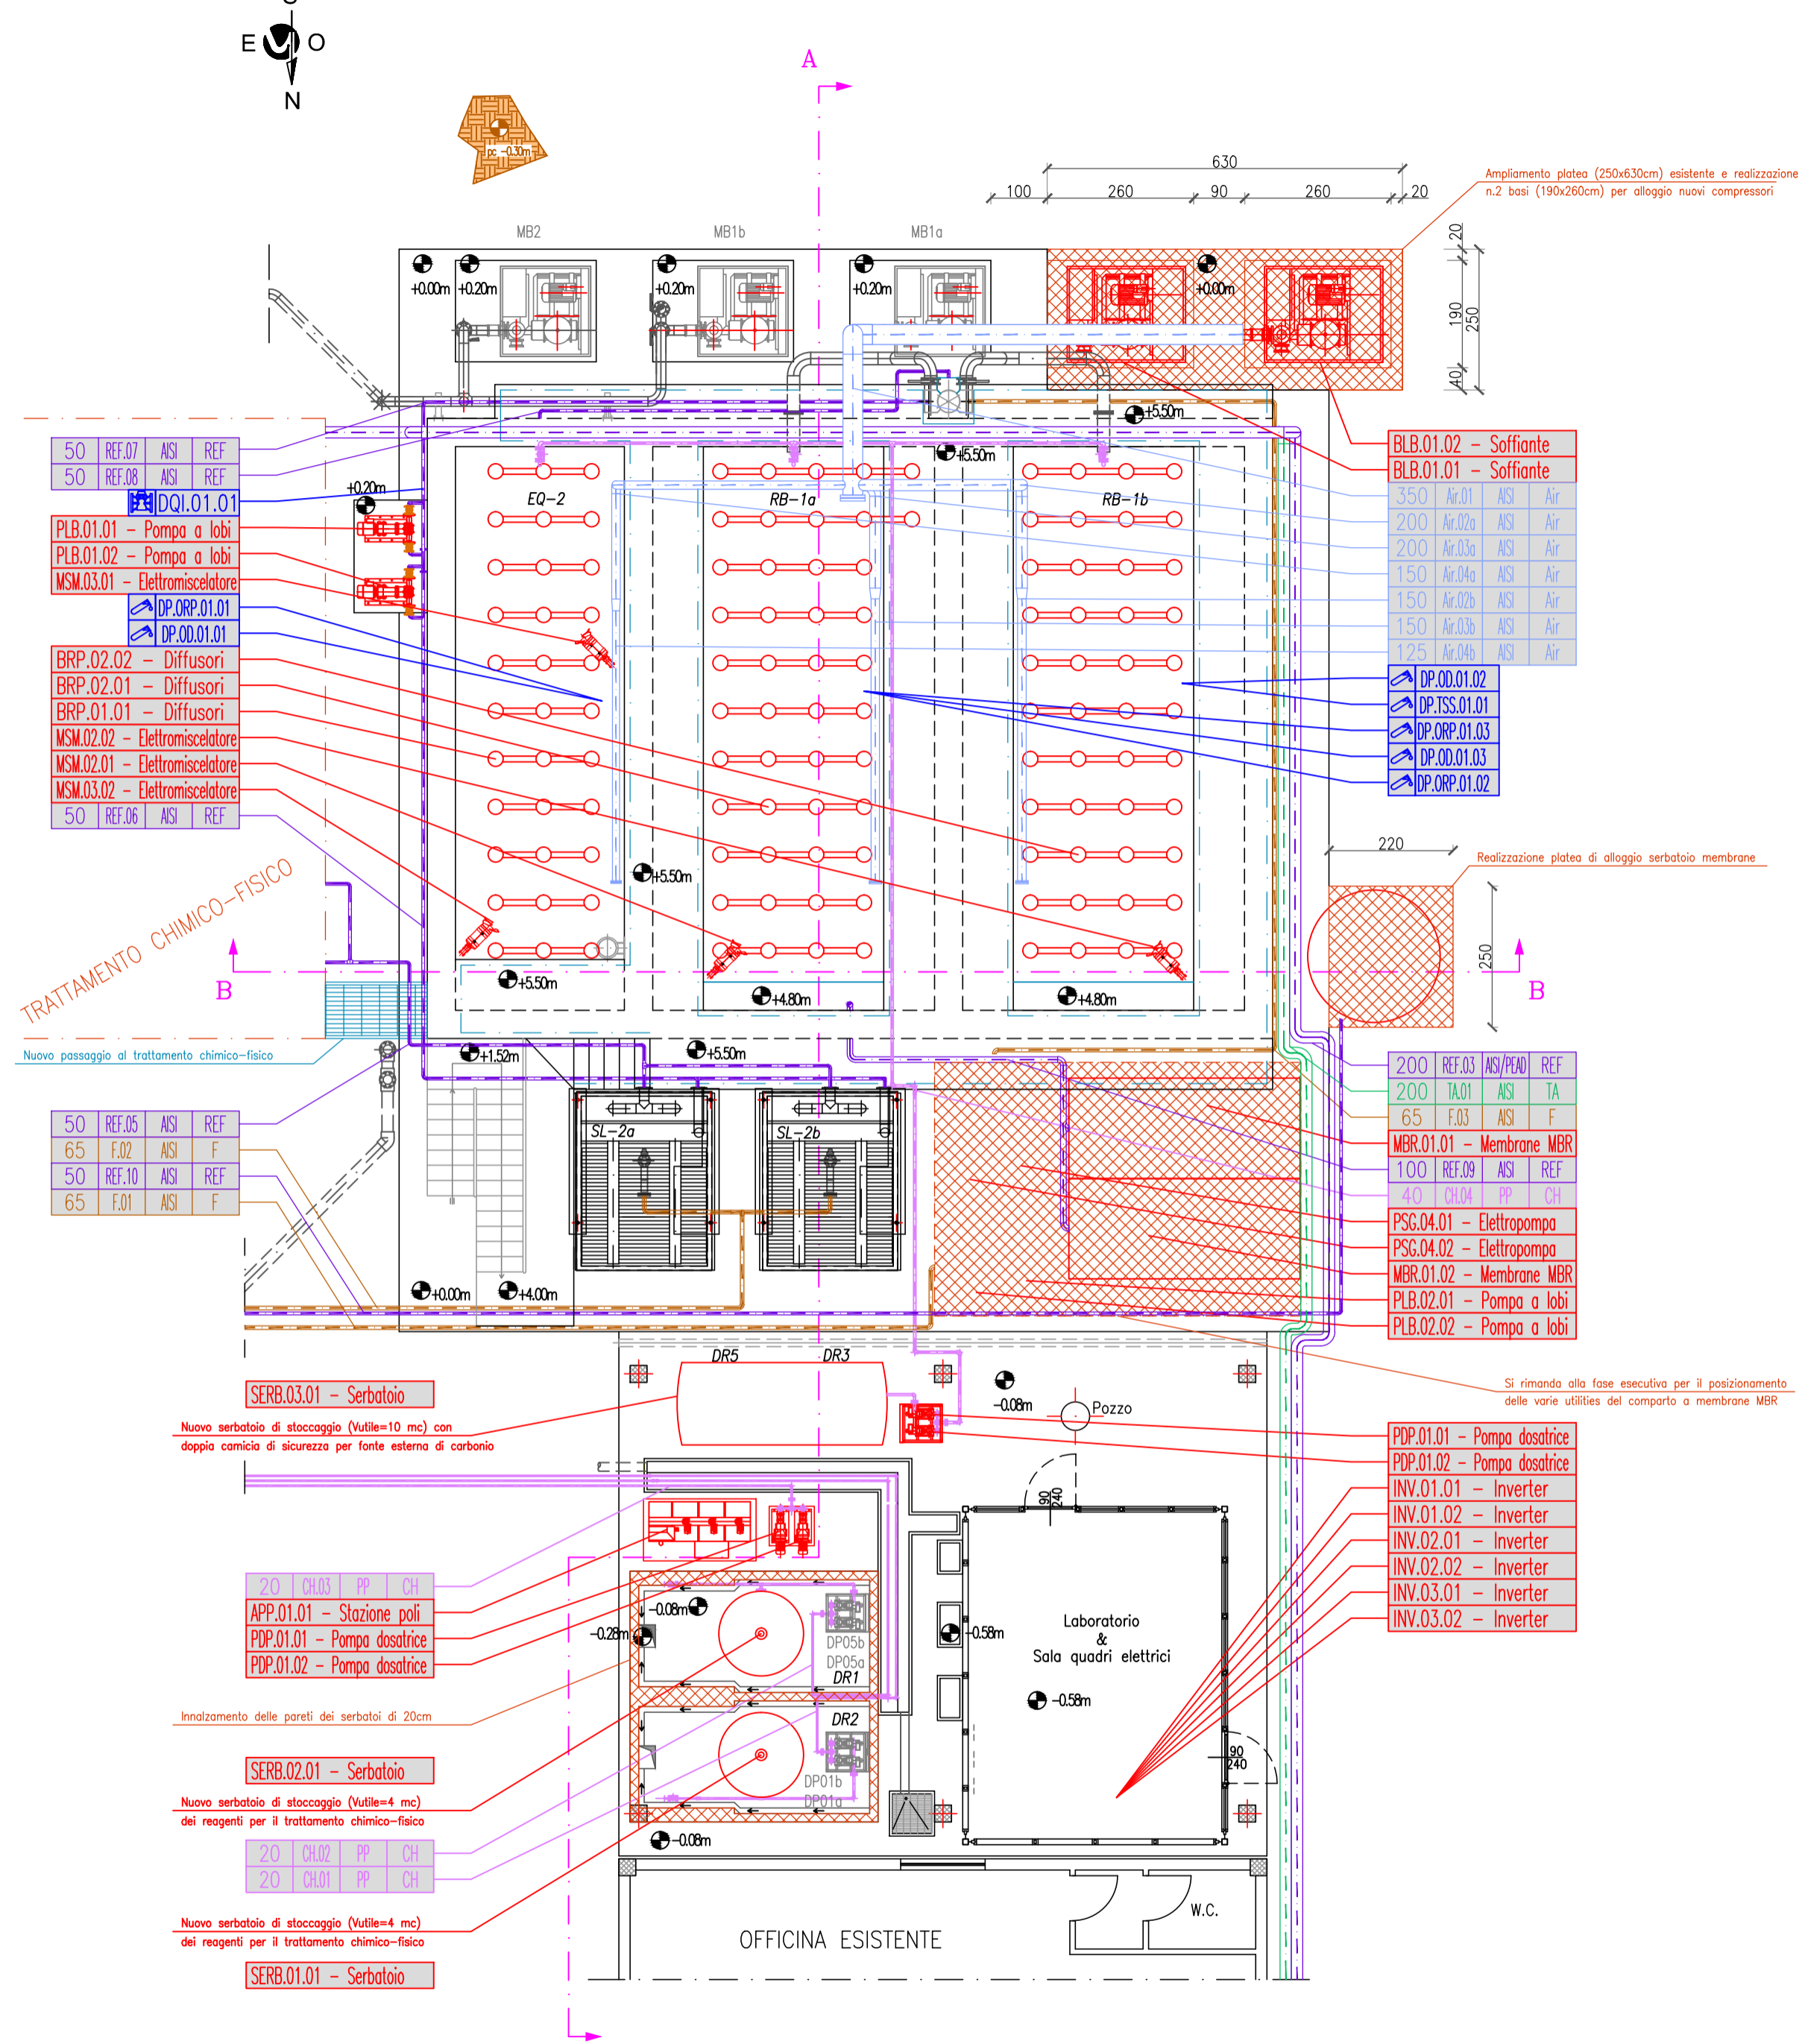 E O
N
A
pc -0.30m
630
100 260 90 260 20
Ampliamento platea (250x630cm) esistente e realizzazione
n.2 basi (190x260cm) per alloggio nuovi compressori
MB2 MB1b MB1a
20
190
250
40
+0.00m +0.20m +0.20m +0.20m +0.00m
+5.50m
+5.50m
50 REF.07 AISI REF
50 REF.08 AISI REF
DQI.01.01
PLB.01.01 - Pompa a lobi
PLB.01.02 - Pompa a lobi
MSM.03.01 - Elettromiscelatore
DP.ORP.01.01
DP.OD.01.01
BRP.02.02 - Diffusori
BRP.02.01 - Diffusori
BRP.01.01 - Diffusori
MSM.02.02 - Elettromiscelatore
MSM.02.01 - Elettromiscelatore
MSM.03.02 - Elettromiscelatore
50 REF.06 AISI REF
+0.20m
EQ-2 RB-1a RB-1b
BLB.01.02 - Soffiante
BLB.01.01 - Soffiante
350 Air.01 AISI Air
200 Air.02a AISI Air
200 Air.03a AISI Air
150 Air.04a AISI Air
150 Air.02b AISI Air
150 Air.03b AISI Air
125 Air.04b AISI Air
DP.OD.01.02
DP.TSS.01.01
DP.ORP.01.03
DP.OD.01.03
DP.ORP.01.02
220
Realizzazione platea di alloggio serbatoio membrane
250
+5.50m
TRATTAMENTO CHIMICO-FISICO
B
+5.50m
+4.80m
+4.80m
B
Nuovo passaggio al trattamento chimico-fisico
+1.52m
+5.50m
200 REF.03 AISI/PEAD REF
200 TA.01 AISI TA
65 F.03 AISI F
MBR.01.01 - Membrane MBR
100 REF.09 AISI REF
40 CH.04 PP CH
PSG.04.01 - Elettropompa
PSG.04.02 - Elettropompa
MBR.01.02 - Membrane MBR
PLB.02.01 - Pompa a lobi
PLB.02.02 - Pompa a lobi
50 REF.05 AISI REF
65 F.02 AISI F
50 REF.10 AISI REF
65 F.01 AISI F
SL-2a SL-2b
+0.00m +4.00m
DR5 DR3
SERB.03.01 - Serbatoio
Nuovo serbatoio di stoccaggio (Vutile=10 mc) con
doppia camicia di sicurezza per fonte esterna di carbonio
-0.08m
Pozzo
Si rimanda alla fase esecutiva per il posizionamento
delle varie utilities del comparto a membrane MBR
PDP.01.01 - Pompa dosatrice
PDP.01.02 - Pompa dosatrice
INV.01.01 - Inverter
INV.01.02 - Inverter
INV.02.01 - Inverter
INV.02.02 - Inverter
INV.03.01 - Inverter
INV.03.02 - Inverter
90
240
20 CH.03 PP CH
APP.01.01 - Stazione poli
PDP.01.01 - Pompa dosatrice
PDP.01.02 - Pompa dosatrice
-0.08m
-0.28m
DP05b
DP05a
DR1
-0.58m
Laboratorio
&
Sala quadri elettrici
-0.58m
Innalzamento delle pareti dei serbatoi di 20cm
DR2
SERB.02.01 - Serbatoio
90
240
DP01b
DP01a
Nuovo serbatoio di stoccaggio (Vutile=4 mc)
dei reagenti per il trattamento chimico-fisico
-0.08m
20 CH.02 PP CH
20 CH.01 PP CH
Nuovo serbatoio di stoccaggio (Vutile=4 mc)
dei reagenti per il trattamento chimico-fisico
W.C.
OFFICINA ESISTENTE
SERB.01.01 - Serbatoio